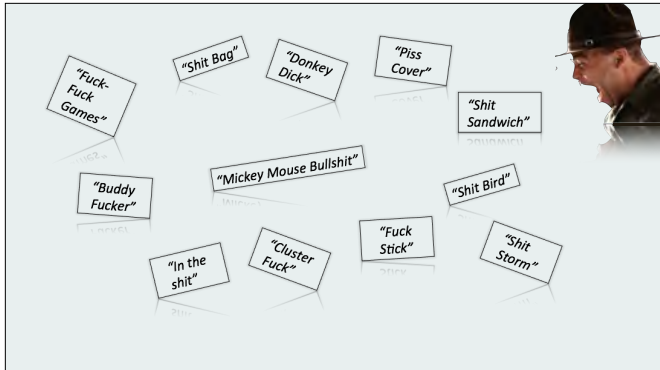 “Shit Bag”
“Donkey
Dick”
“Piss
Cover”
“Fuck-
Fuck
Games”
“Shit
Sandwich”
“Mickey Mouse Bullshit”
“Buddy
Fucker”
“Shit Bird”
“Fuck
Stick”
“Cluster
Fuck”
“Shit
Storm”
“In the
shit”